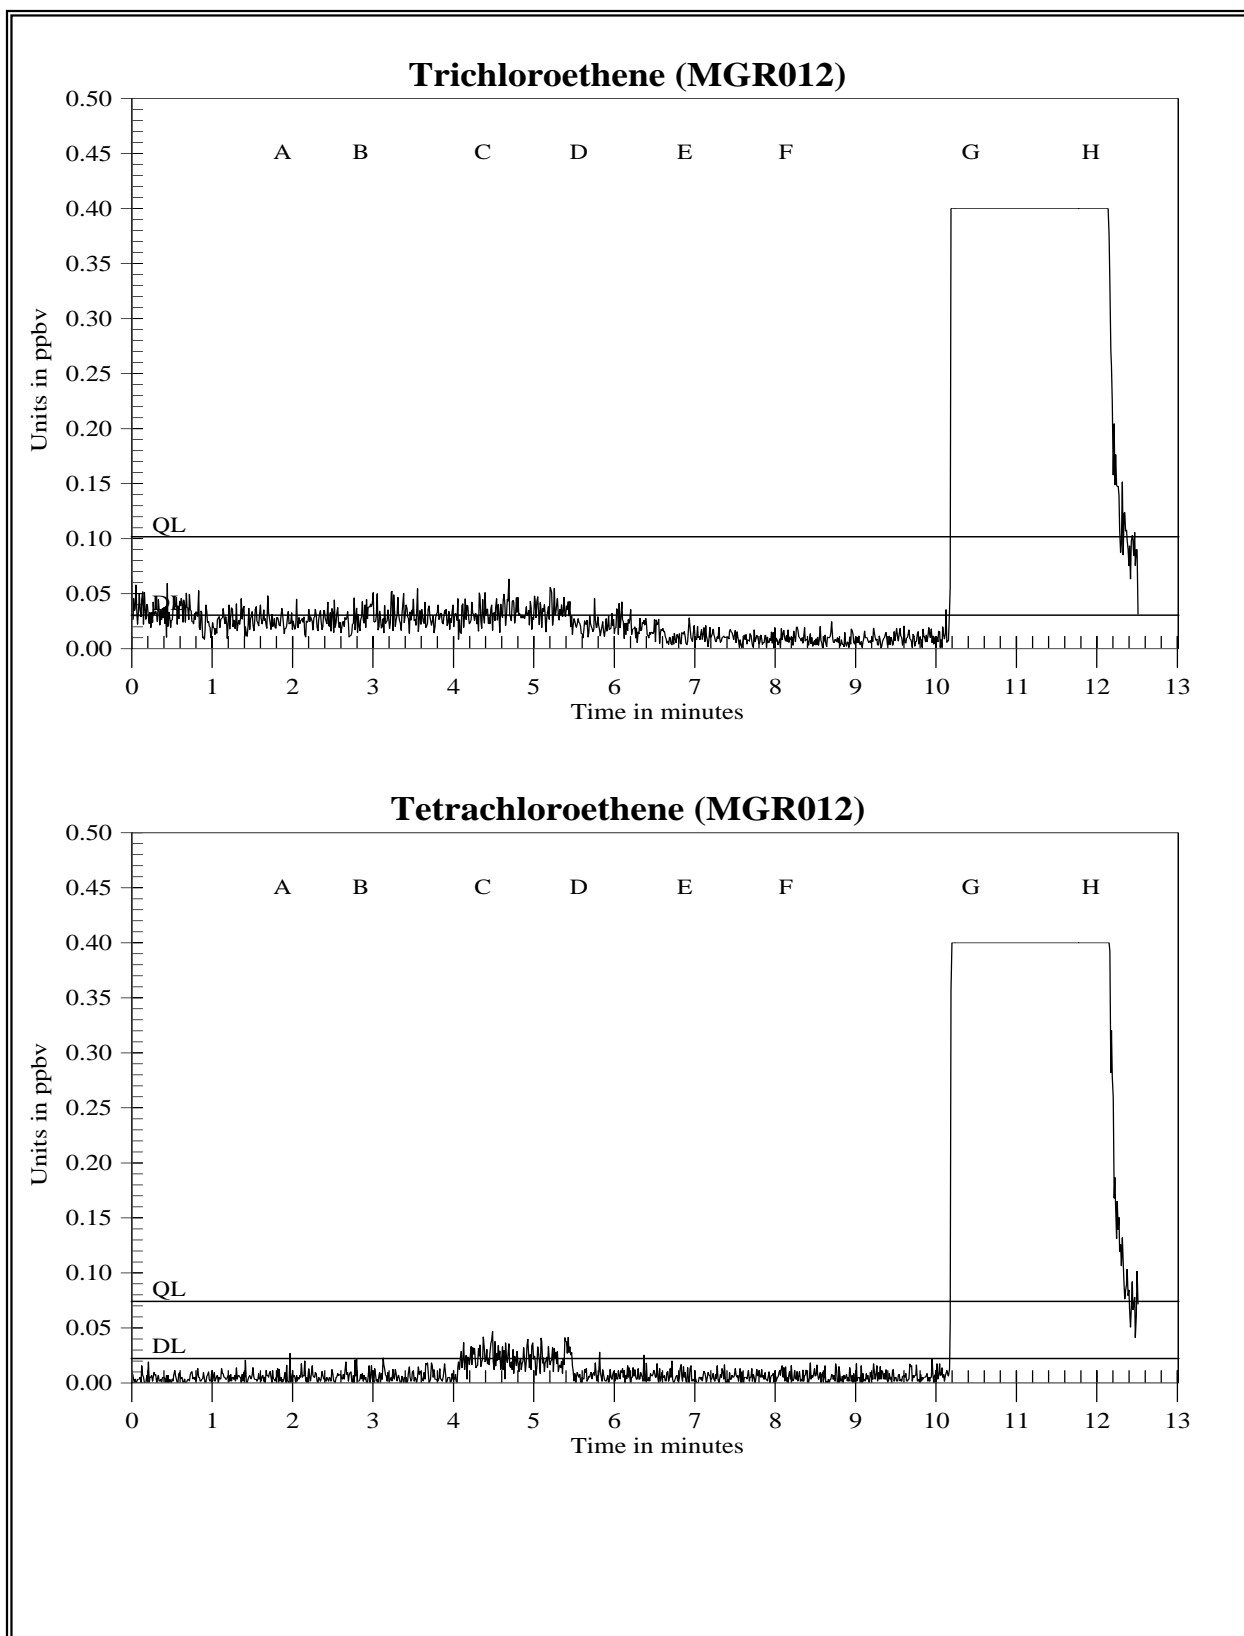 Trichloroethene (MGR012)
0.50
A B C D E F G H
0.45
0.40
0.35
0.30
Units in ppbv
0.25
0.20
0.15
QL
0.10
DL
0.05
0.00
0 1 2 3 4 5 6 7 8 9 10 11 12 13
Time in minutes
Tetrachloroethene (MGR012)
0.50
A B C D E F G H
0.45
0.40
0.35
0.30
Units in ppbv
0.25
0.20
0.15
0.10
QL
0.05
DL
0.00
0 1 2 3 4 5 6 7 8 9 10 11 12 13
Time in minutes